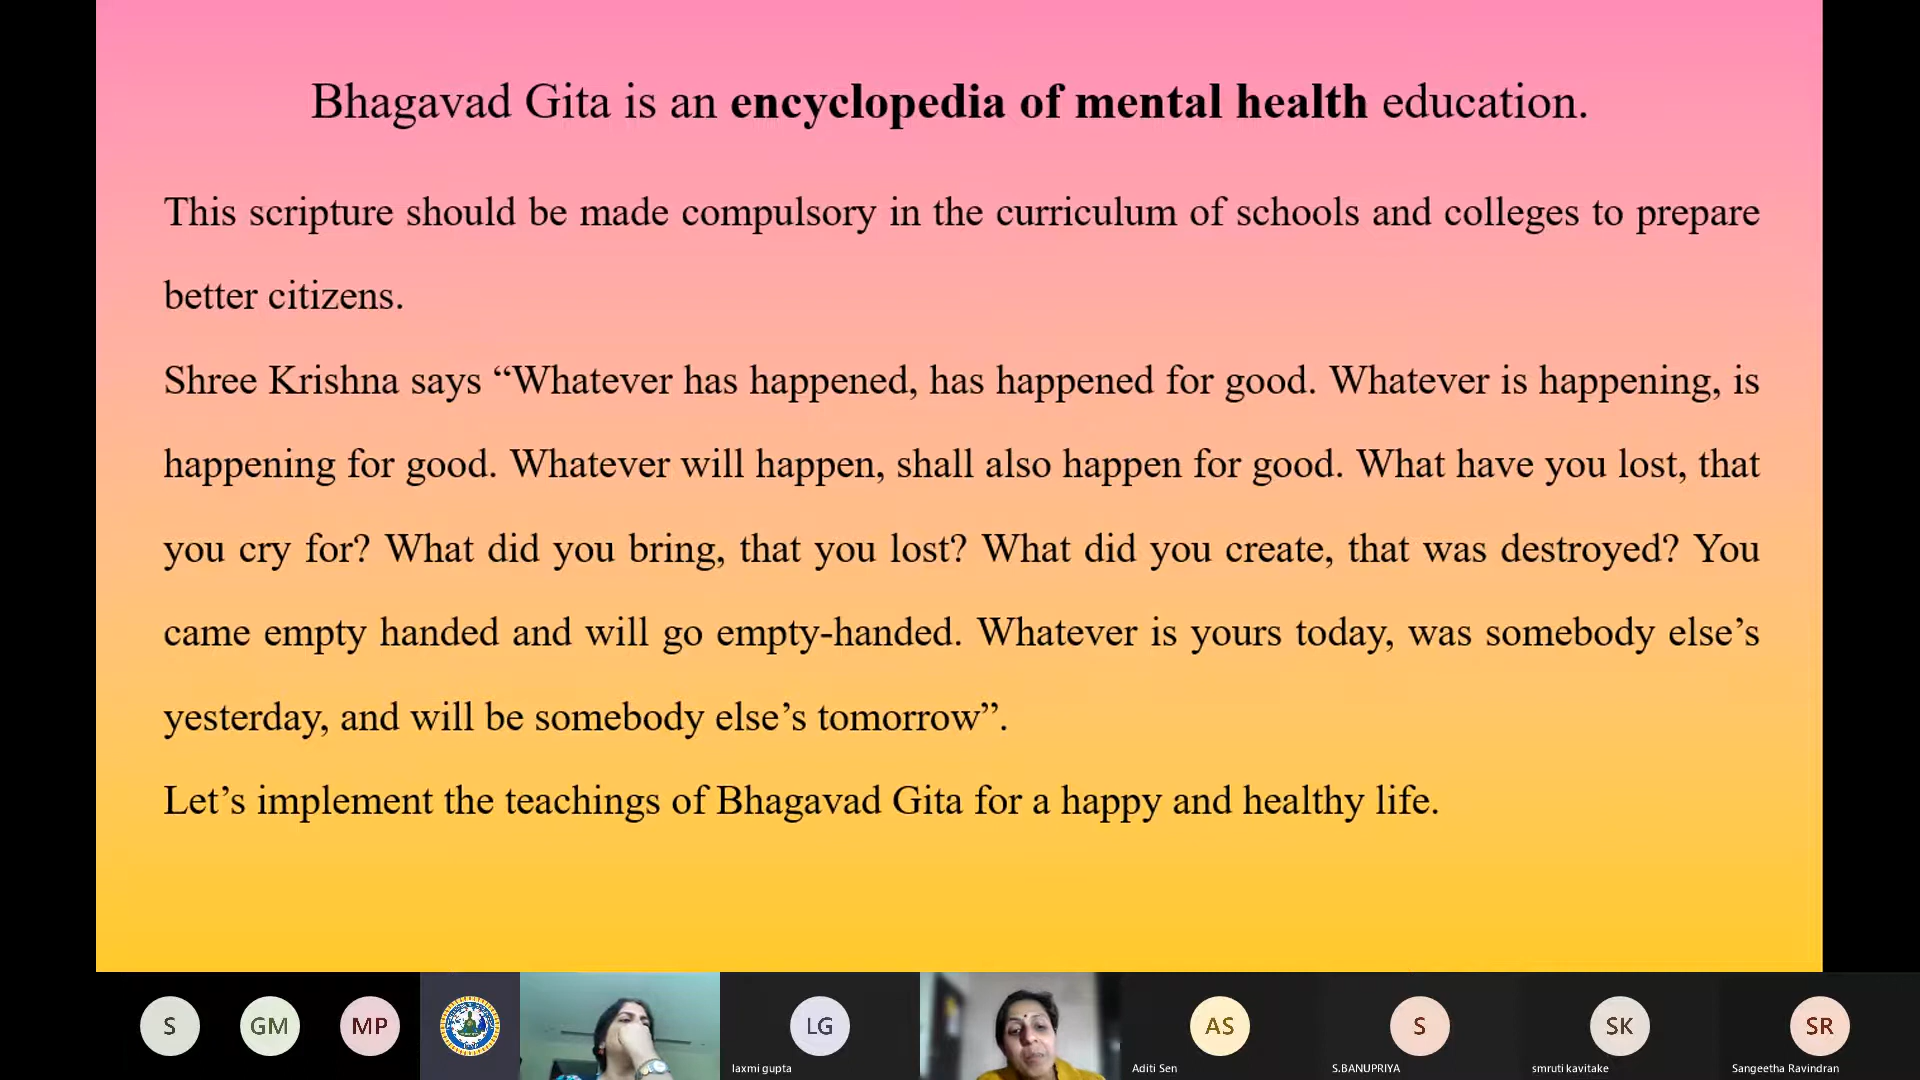 Bhagavad Gita is an encyclopedia of mental health education.
This scripture should be made compulsory in the curriculum of schools and colleges to prepare
better citizens.
Shree Krishna says “Whatever has happened, has happened for good. Whatever is happening, is
happening for good. Whatever will happen, shall also happen for good. What have you lost, that
you cry for? What did you bring, that you lost? What did you create, that was destroyed? You
came empty handed and will go empty-handed. Whatever is yours today, was somebody else’s
yesterday, and will be somebody else’s tomorrow”.
Let’s implement the teachings of Bhagavad Gita for a happy and healthy life.
S GM MP LG AS S SK SR
laxmi gupta Aditi Sen S.BANUPRIYA smruti kavitake Sangeetha Ravindran